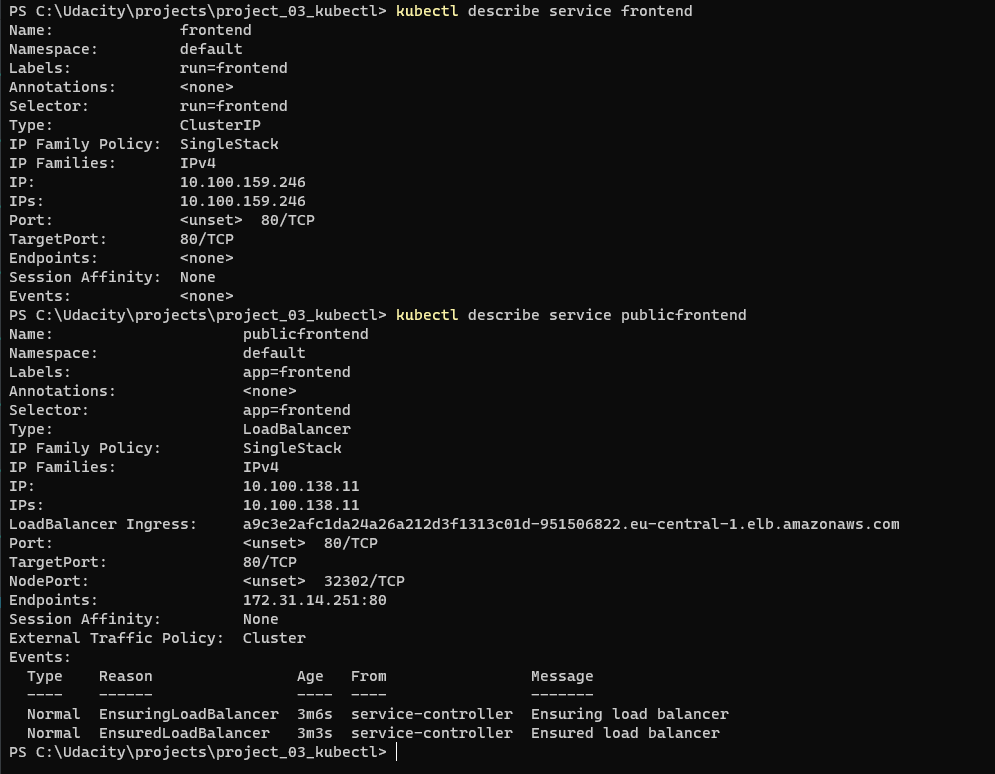 PS C:\Udacity\projects\project_03_kubectl> kubectl describe service frontend
Name:              frontend
Namespace:         default
Labels:            run=frontend
Annotations:       <none>
Selector:          run=frontend
Type:              ClusterIP
IP Family Policy:  SingleStack
IP Families:       IPv4
IP:                10.100.159.246
IPs:               10.100.159.246
Port:              <unset>  80/TCP
TargetPort:        80/TCP
Endpoints:         <none>
Session Affinity:  None
Events:            <none>
PS C:\Udacity\projects\project_03_kubectl> kubectl describe service publicfrontend
Name:                     publicfrontend
Namespace:                default
Labels:                   app=frontend
Annotations:              <none>
Selector:                 app=frontend
Type:                     LoadBalancer
IP Family Policy:         SingleStack
IP Families:              IPv4
IP:                       10.100.138.11
IPs:                      10.100.138.11
LoadBalancer Ingress:     a9c3e2afc1da24a26a212d3f1313c01d-951506822.eu-central-1.elb.amazonaws.com
Port:                     <unset>  80/TCP
TargetPort:               80/TCP
NodePort:                 <unset>  32302/TCP
Endpoints:                172.31.14.251:80
Session Affinity:         None
External Traffic Policy:  Cluster
Events:
  Type    Reason                Age   From                Message
  ----    ------                ----  ----                -------
  Normal  EnsuringLoadBalancer  3m6s  service-controller  Ensuring load balancer
  Normal  EnsuredLoadBalancer   3m3s  service-controller  Ensured load balancer
PS C:\Udacity\projects\project_03_kubectl>